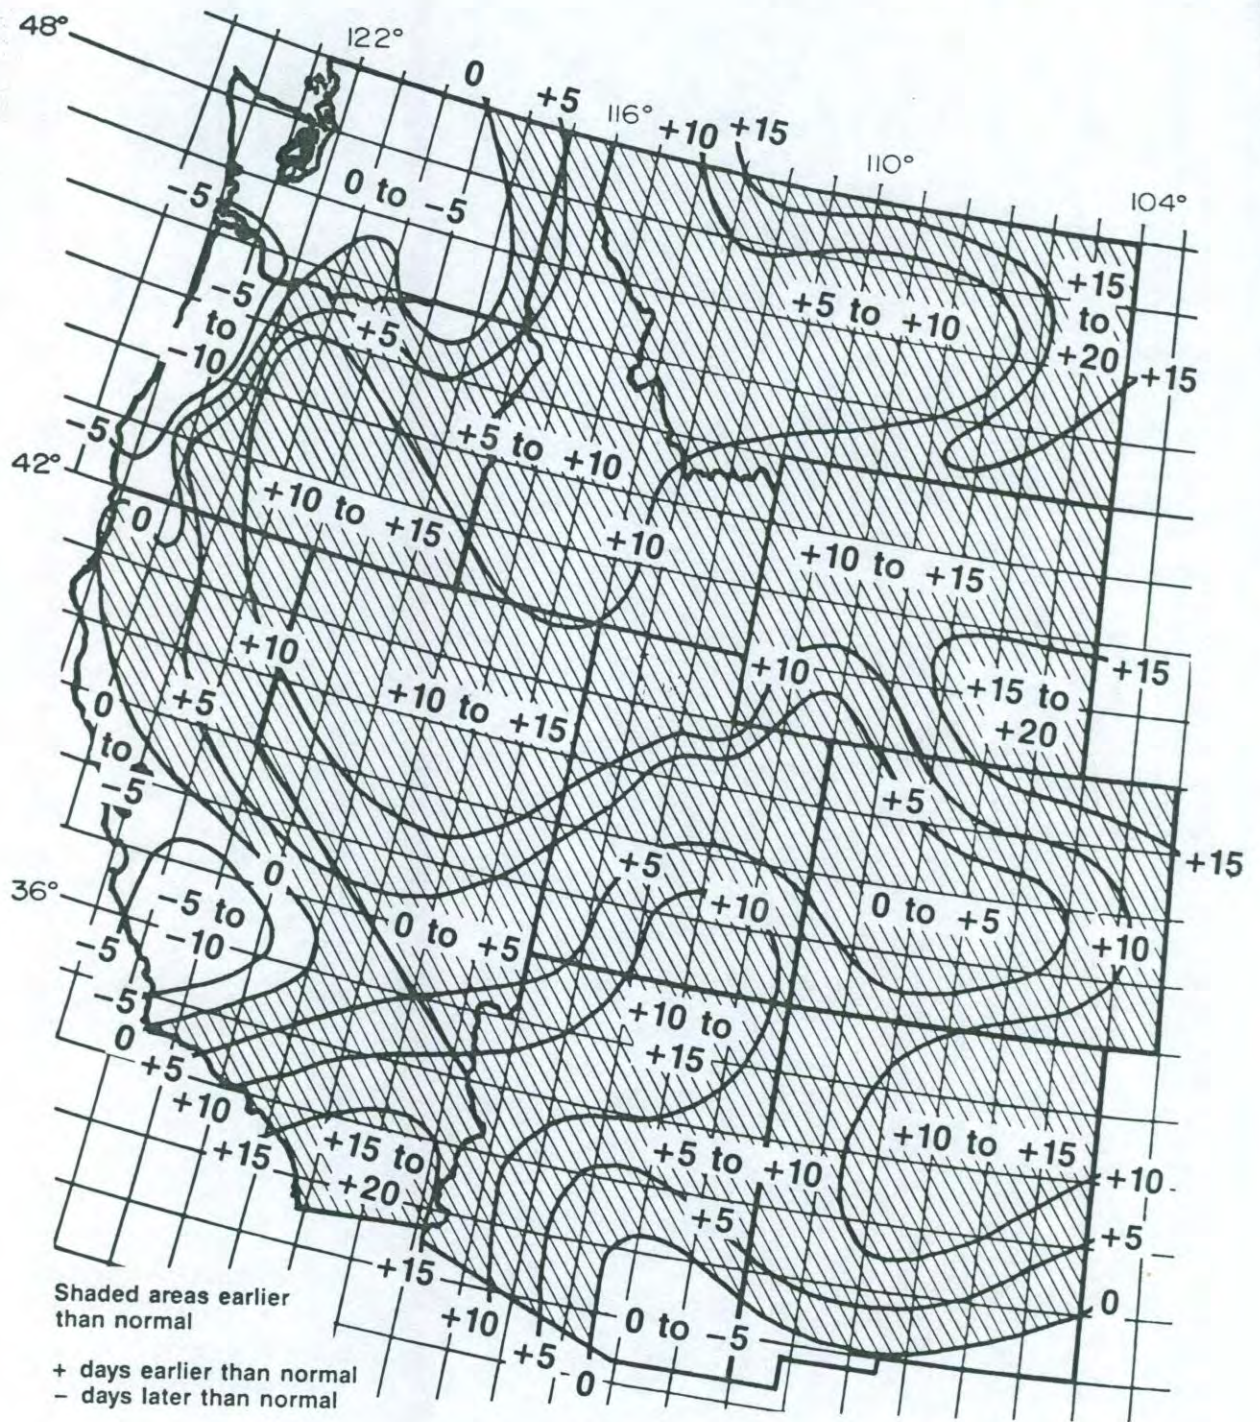 48°
122°
0
+5
116°
+10
+15
110°
104°
-5
0 to -5
-5
to
-10
+5
+5 to +10
+15
to
+20
+15
-5
42°
+5 to +10
+10 to +15
0
+10
+10 to +15
+10
+10
+15
+5
+10 to +15
+15 to
+20
0
to
-5
+5
+15
36°
0
+5
-5 to
-10
+10
0 to +5
0 to +5
+10
-5
-5
0
+10 to
+15
+5
+10
+15
+15 to
+20
+5 to +10
+10 to +15
+10
+5
+5
+15
0
+10
0 to -5
+5
0
Shaded areas earlier
than normal
+ days earlier than normal
- days later than normal